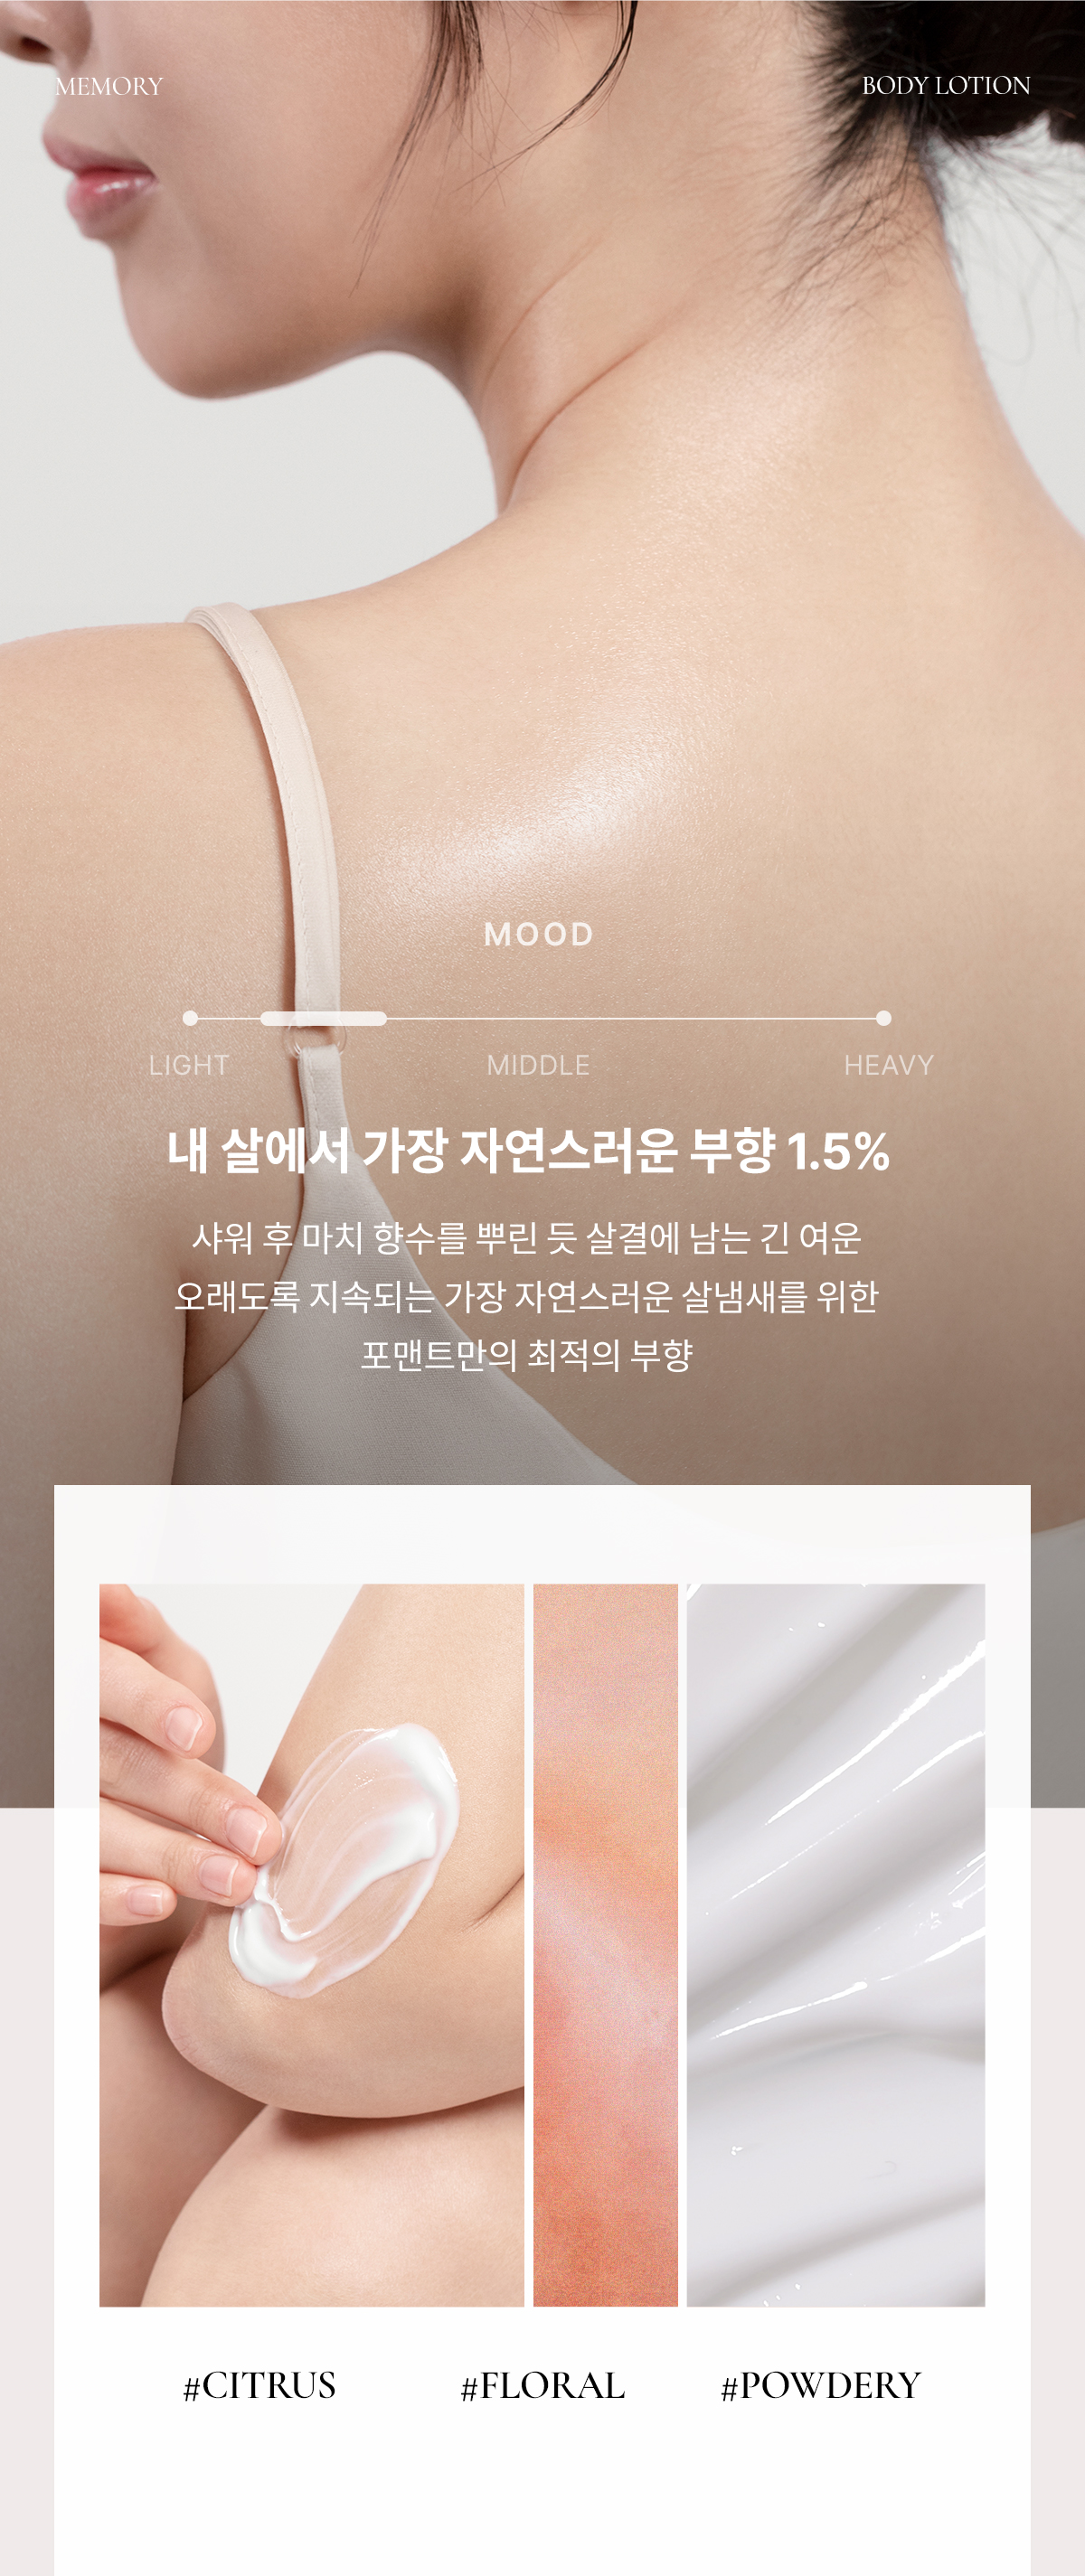 MEMORY
BODY LOTION
MOOD
LIGHT
MIDDLE
HEAVY
내 살에서 가장 자연스러운 부향 1.5%
샤워 후 마치 향수를 뿌린 듯 살결에 남는 긴 여운
오래도록 지속되는 가장 자연스러운 살냄새를 위한
포맨트만의 최적의 부향
#CITRUS
#FLORAL
#POWDERY